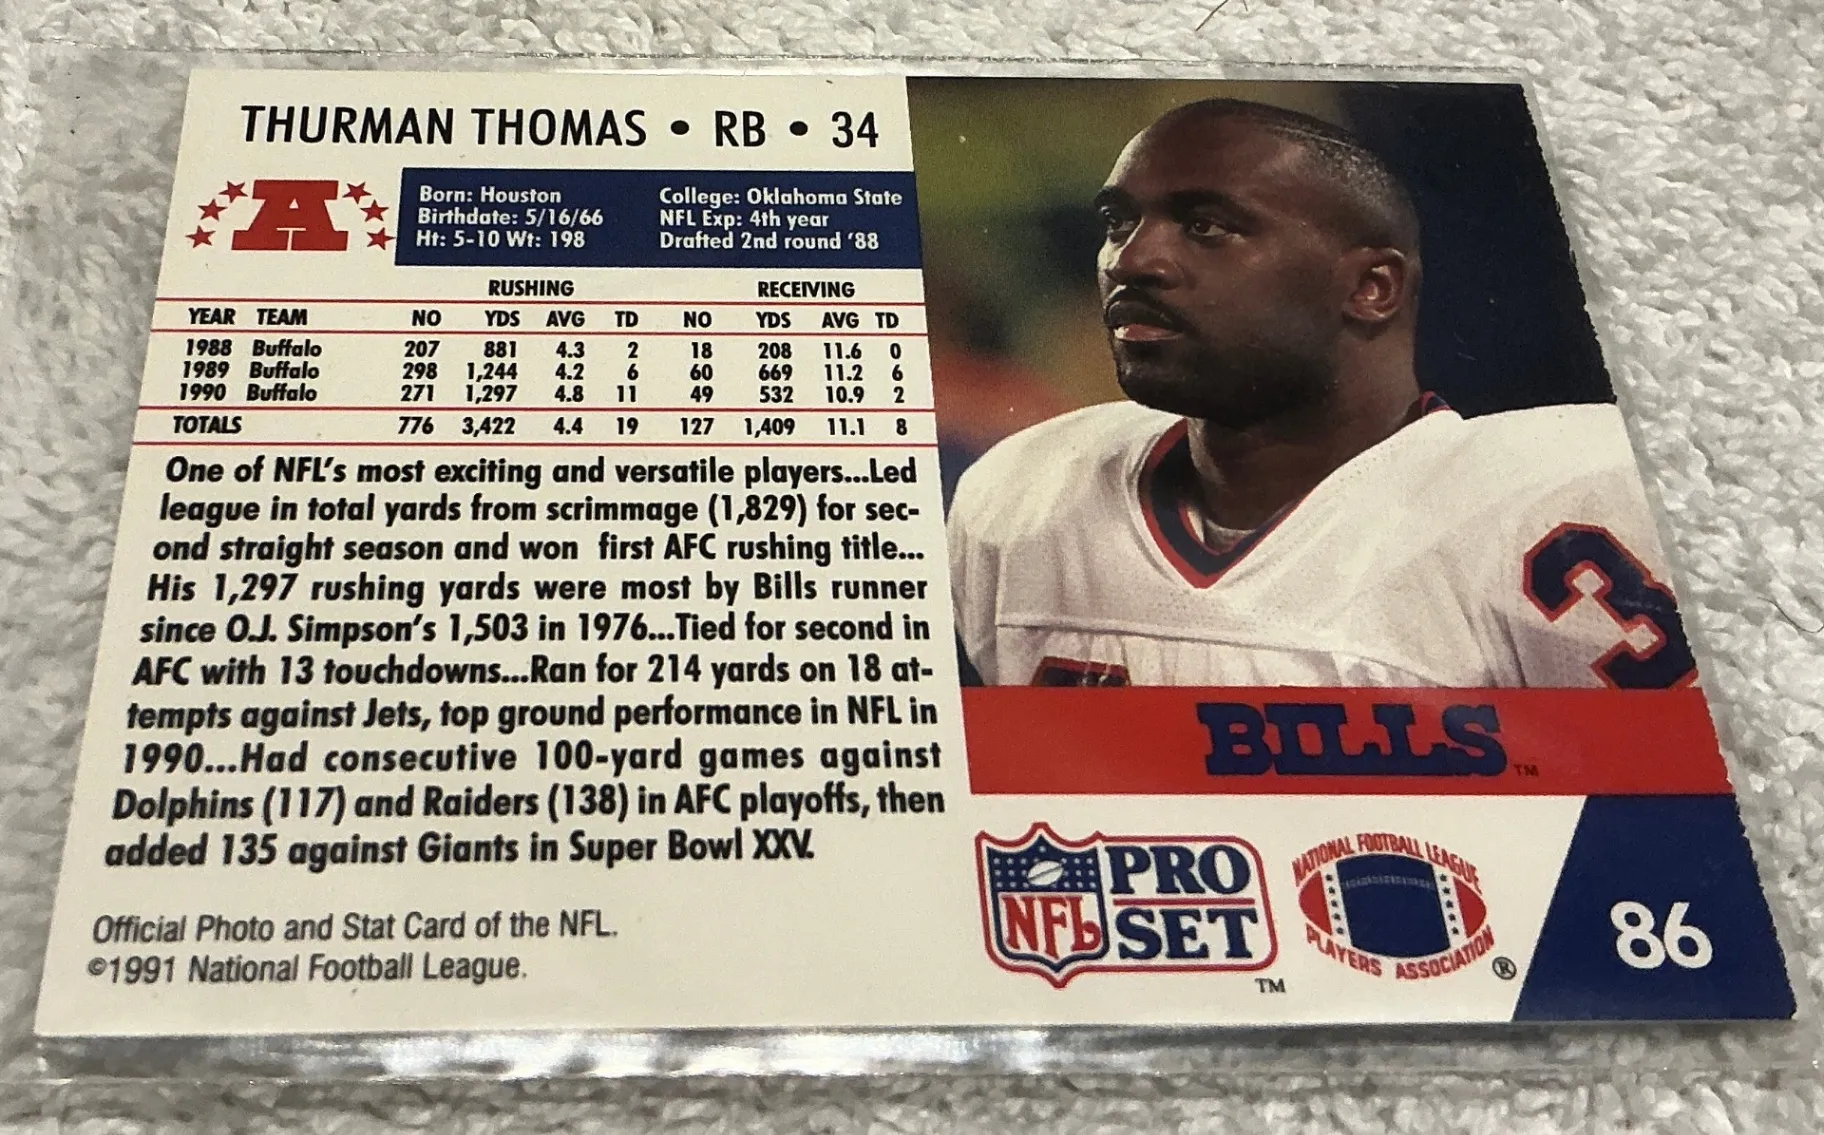 THURMAN THOMAS • RB • 34
Born: Houston
Birthdate: 5/16/66
Ht: 5-10 Wt: 198
College: Oklahoma State
NFL Exp: 4th year
Drafted 2nd round '88
A
RUSHING RECEIVING
YEAR TEAM NO YDS AVG TD NO YDS AVG TD
1988 Buffalo 207 881 4.3 2 18 208 11.6 0
1989 Buffalo 298 1,244 4.2 6 60 669 11.2 6
1990 Buffalo 271 1,297 4.8 11 49 532 10.9 2
TOTALS 776 3,422 4.4 19 127 1,409 11.1 8
One of NFL's most exciting and versatile players...Led
league in total yards from scrimmage (1,829) for sec-
ond straight season and won first AFC rushing title...
His 1,297 rushing yards were most by Bills runner
since O.J. Simpson's 1,503 in 1976...Tied for second in
AFC with 13 touchdowns...Ran for 214 yards on 18 at-
tempts against Jets, top ground performance in NFL in
1990...Had consecutive 100-yard games against
Dolphins (117) and Raiders (138) in AFC playoffs, then
added 135 against Giants in Super Bowl XXV.
Official Photo and Stat Card of the NFL.
©1991 National Football League.
3
BILLS™
NFL PRO SET™
NATIONAL FOOTBALL LEAGUE
PLAYERS ASSOCIATION®
86